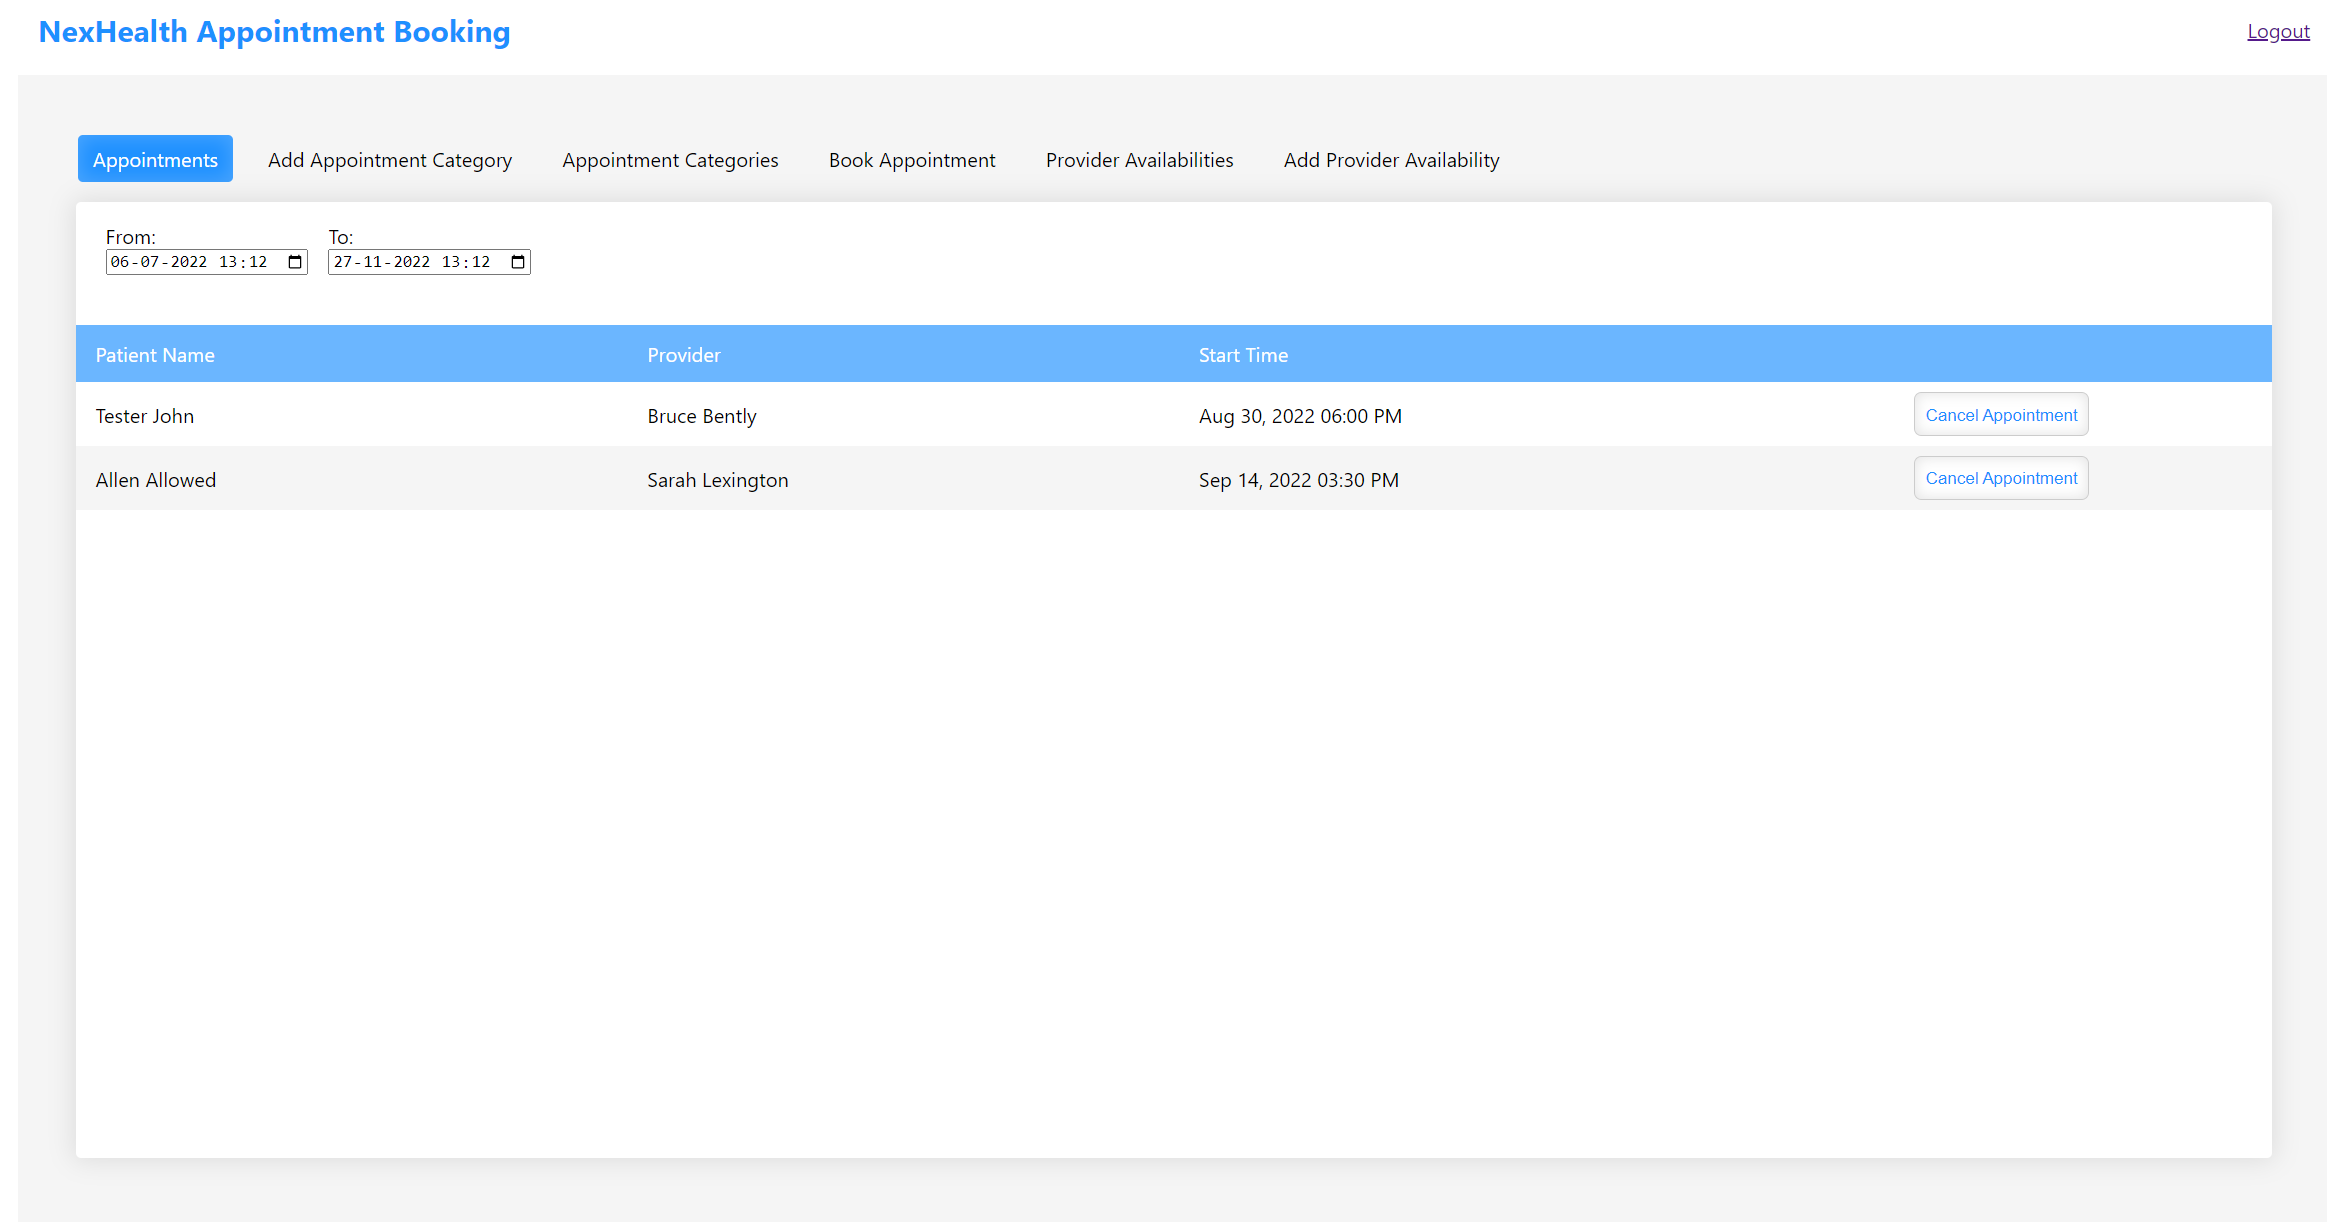 NexHealth Appointment Booking
Logout
Appointments Add Appointment Category Appointment Categories Book Appointment Provider Availabilities Add Provider Availability
From: To:
06-07-2022 13:12 27-11-2022 13:12
Patient Name Provider Start Time
Tester John Bruce Bently Aug 30, 2022 06:00 PM Cancel Appointment
Allen Allowed Sarah Lexington Sep 14, 2022 03:30 PM Cancel Appointment